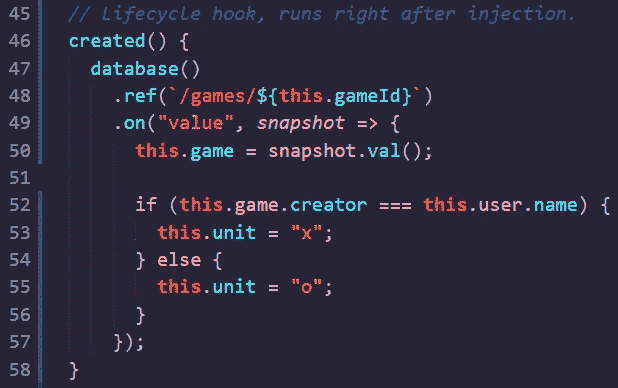 45 // Lifecycle hook, runs right after injection.
46 created() {
47   database()
48     .ref(`/games/${this.gameId}`)
49     .on("value", snapshot => {
50       this.game = snapshot.val();
51
52       if (this.game.creator === this.user.name) {
53         this.unit = "x";
54       } else {
55         this.unit = "o";
56       }
57     });
58 }